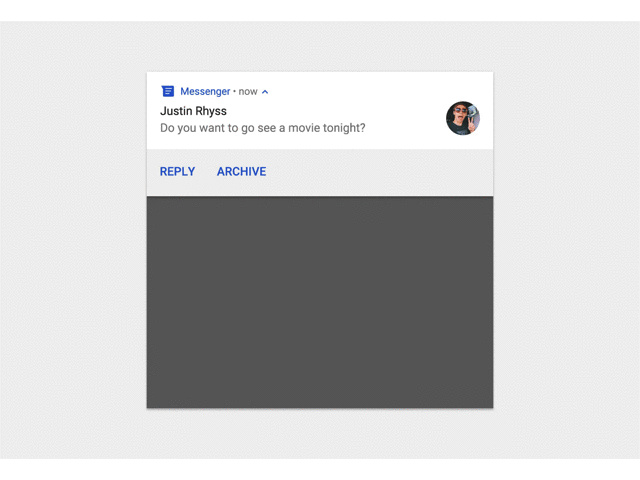 Messenger • now
Justin Rhyss
Do you want to go see a movie tonight?
REPLY ARCHIVE